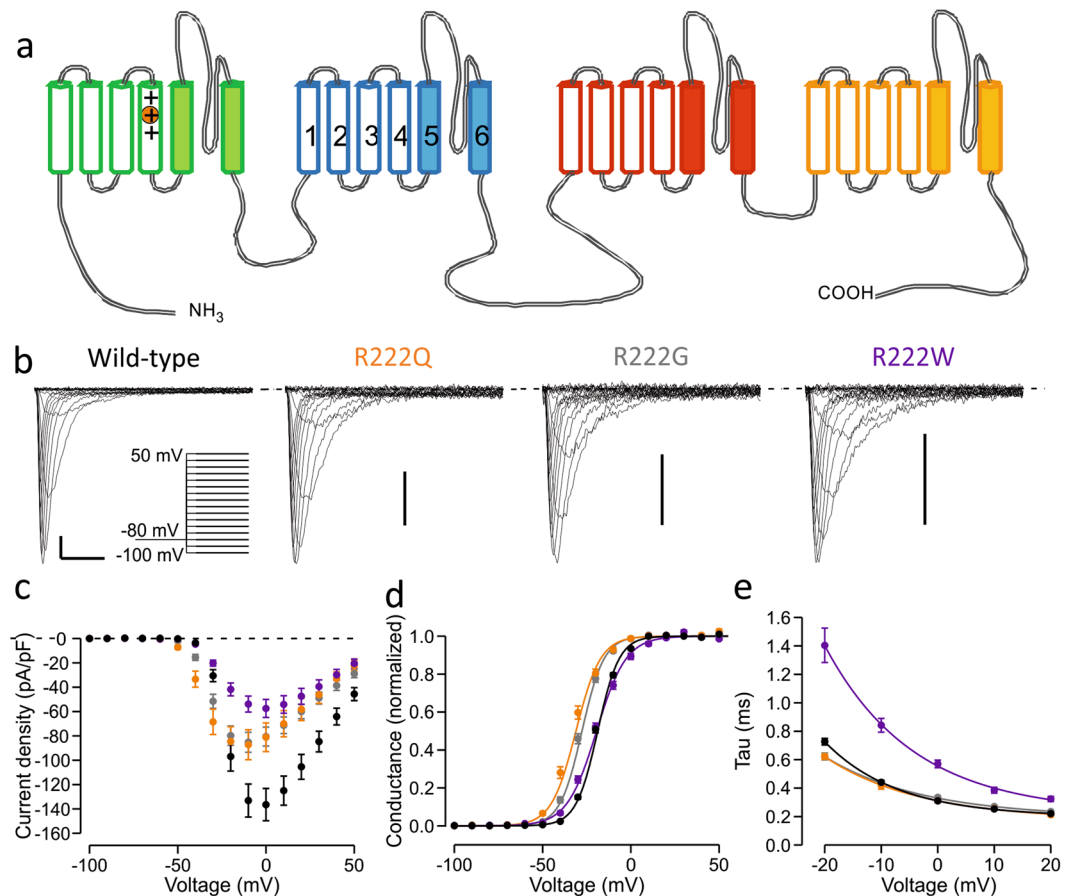 a
+
+
+
1 2 3 4 5 6
NH3
COOH
b
Wild-type R222Q R222G R222W
50 mV
-80 mV
-100 mV
c
Current density (pA/pF)
-0
-20
-40
-60
-80
-100
-120
-140
-160
-100 -50 0 50
Voltage (mV)
d
Conductance (normalized)
1.0
0.8
0.6
0.4
0.2
0.0
-100 -50 0 50
Voltage (mV)
e
Tau (ms)
1.6
1.4
1.2
1.0
0.8
0.6
0.4
0.2
0.0
-20 -10 0 10 20
Voltage (mV)